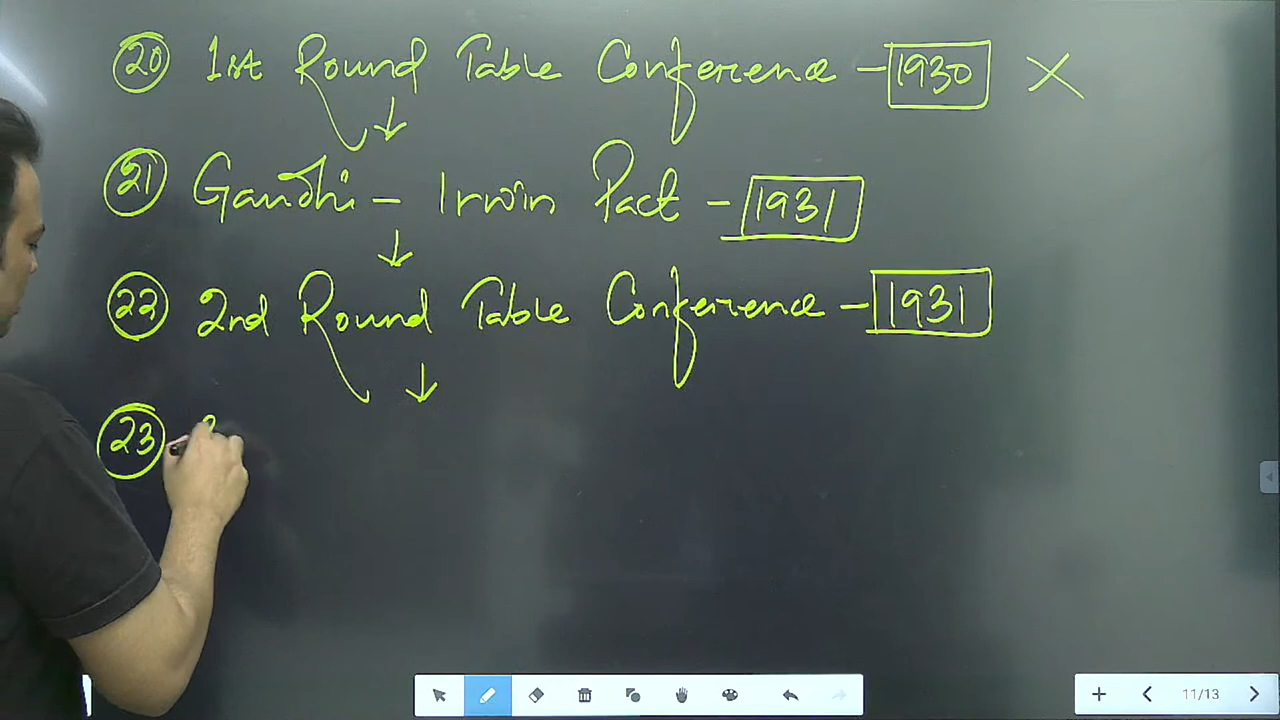 20 1st Round Table Conference - 1930 ×
21 Gandhi - Irwin Pact - 1931
22 2nd Round Table Conference - 1931
23
11/13